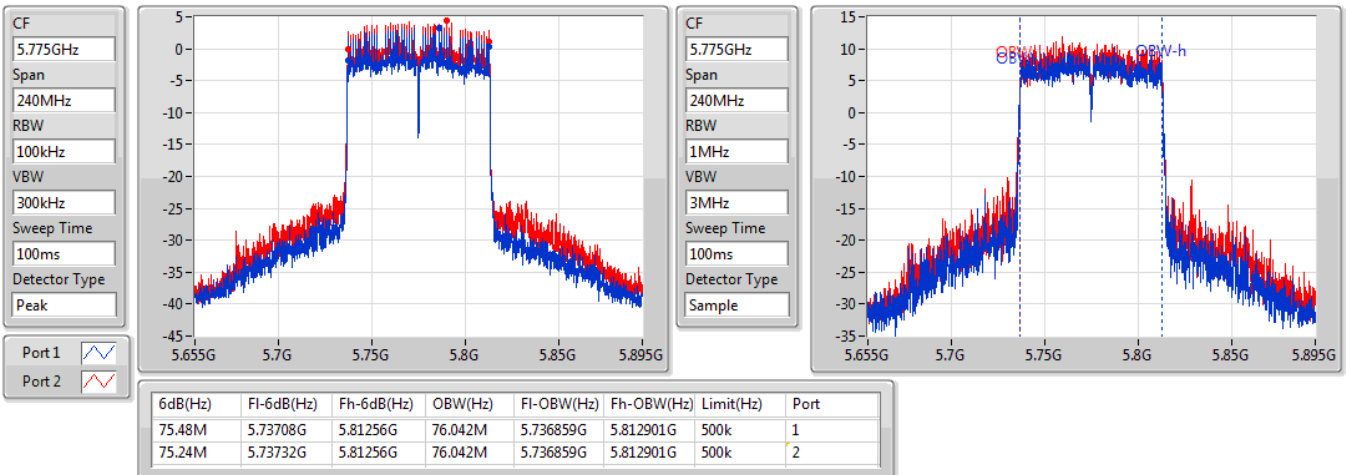 CF
5.775GHz
Span
240MHz
RBW
100kHz
VBW
300kHz
Sweep Time
100ms
Detector Type
Peak
Port 1
Port 2
5
0
-5
-10
-15
-20
-25
-30
-35
-40
-45
5.655G 5.7G 5.75G 5.8G 5.85G 5.895G
CF
5.775GHz
Span
240MHz
RBW
1MHz
VBW
3MHz
Sweep Time
100ms
Detector Type
Sample
15
10
5
0
-5
-10
-15
-20
-25
-30
-35
OBW-h
5.655G 5.7G 5.75G 5.8G 5.85G 5.895G
6dB(Hz) Fl-6dB(Hz) Fh-6dB(Hz) OBW(Hz) Fl-OBW(Hz) Fh-OBW(Hz) Limit(Hz) Port
75.48M 5.73708G 5.81256G 76.042M 5.736859G 5.812901G 500k 1
75.24M 5.73732G 5.81256G 76.042M 5.736859G 5.812901G 500k 2